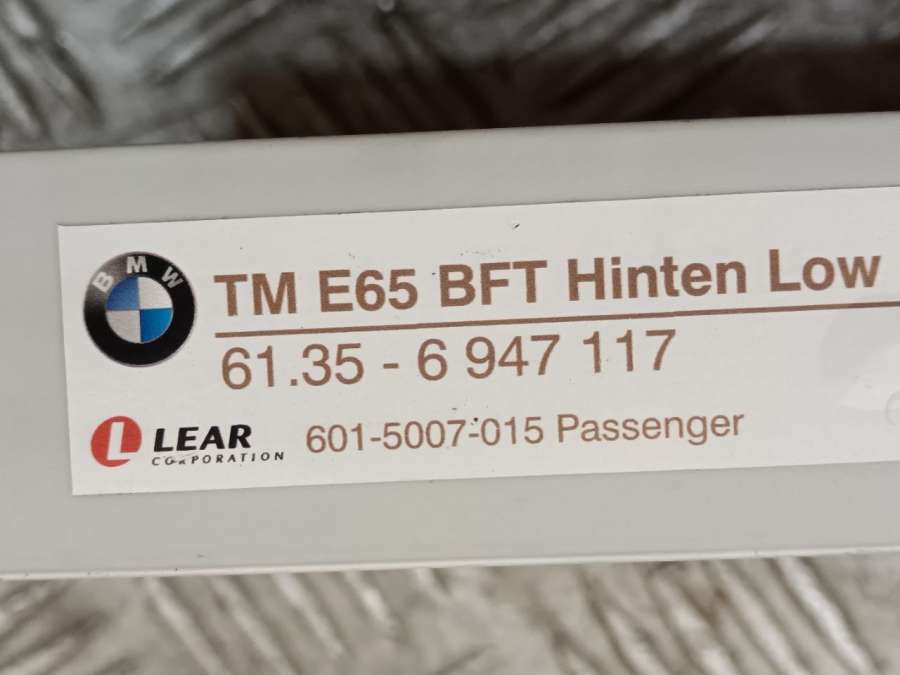 BMW
TM E65 BFT Hinten Low
61.35 - 6 947 117
LEAR
CORPORATION
601-5007-015 Passenger